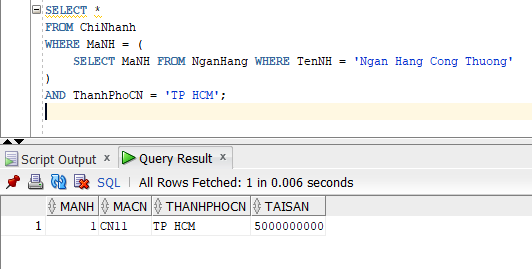 SELECT *
FROM ChiNhanh
WHERE MaNH = (
SELECT MaNH FROM NganHang WHERE TenNH = 'Ngan Hang Cong Thuong'
)
AND ThanhPhoCN = 'TP HCM';
Script Output x Query Result x
SQL | All Rows Fetched: 1 in 0.006 seconds
MANH MACN THANHPHOCN TAISAN
1 1 CN11 TP HCM 5000000000